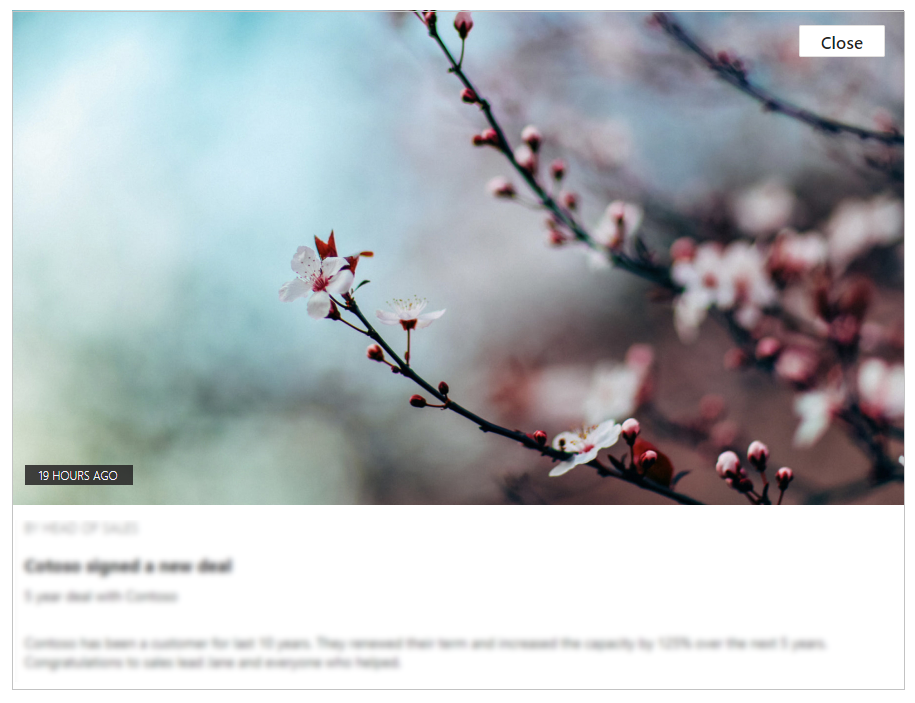 Close
19 HOURS AGO
BY HEAD OF SALES
Cotoso signed a new deal
5 year deal with Contoso
Contoso has been a customer for last 10 years. They renewed their term and increased the capacity by 125% over the next 5 years.
Congratulations to sales lead Jane and everyone who helped.